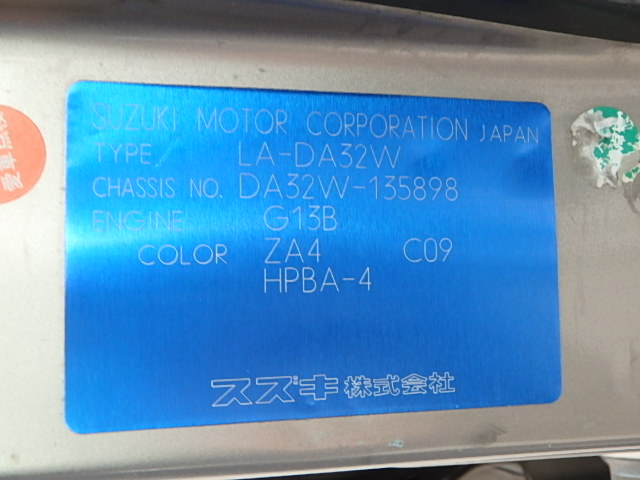 SUZUKI MOTOR CORPORATION JAPAN
TYPE. LA-DA32W
CHASSIS NO. DA32W-135898
ENGINE G13B
COLOR ZA4 C09
HPBA-4
スズキ株式会社